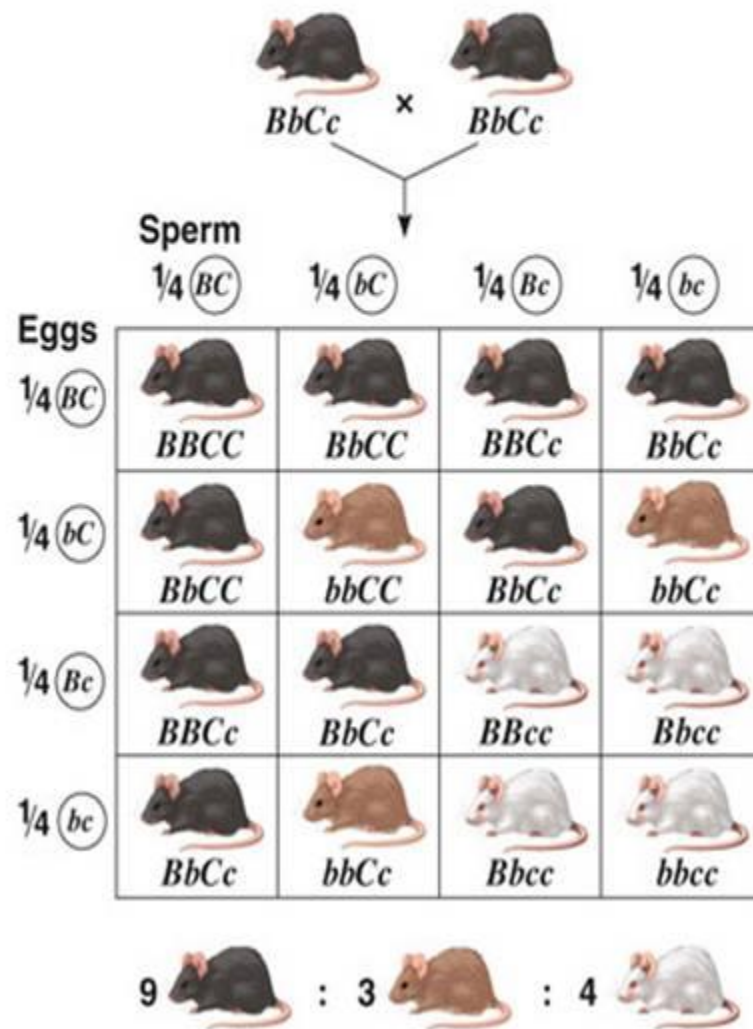 BbCc × BbCc
Sperm
1/4 BC 1/4 bC 1/4 Bc 1/4 bc
Eggs
1/4 BC
BBCC BbCC BBCc BbCc
1/4 bC
BbCC bbCC BbCc bbCc
1/4 Bc
BBCc BbCc BBcc Bbcc
1/4 bc
BbCc bbCc Bbcc bbcc
9 : 3 : 4